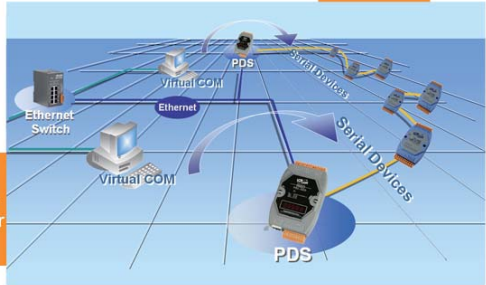 PDS
Serial Devices
Virtual COM
Ethernet
Ethernet
Switch
Virtual COM
Serial Devices
PDS